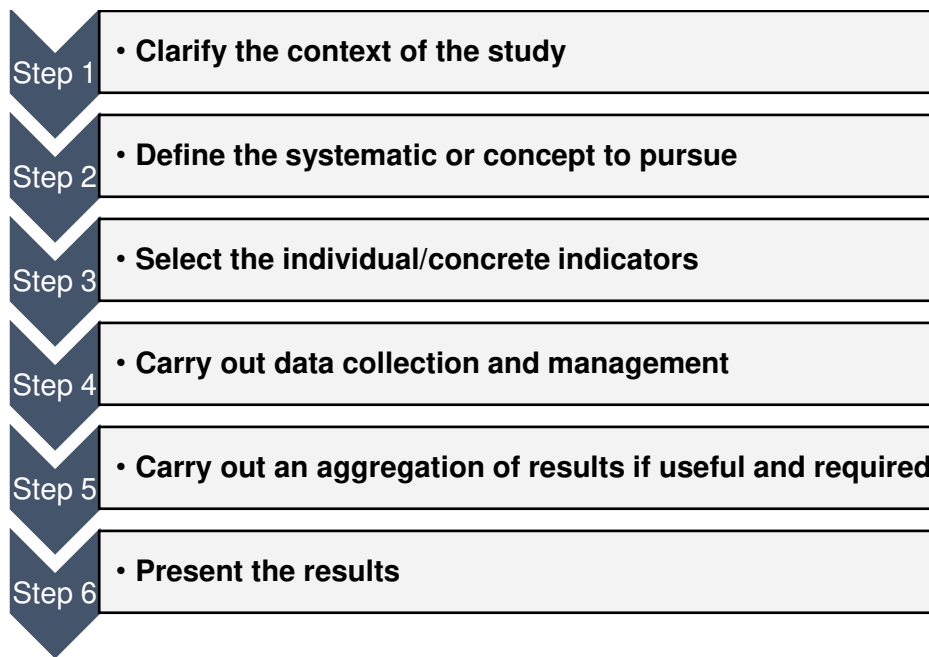 Step 1
• Clarify the context of the study
Step 2
• Define the systematic or concept to pursue
Step 3
• Select the individual/concrete indicators
Step 4
• Carry out data collection and management
Step 5
• Carry out an aggregation of results if useful and required
Step 6
• Present the results